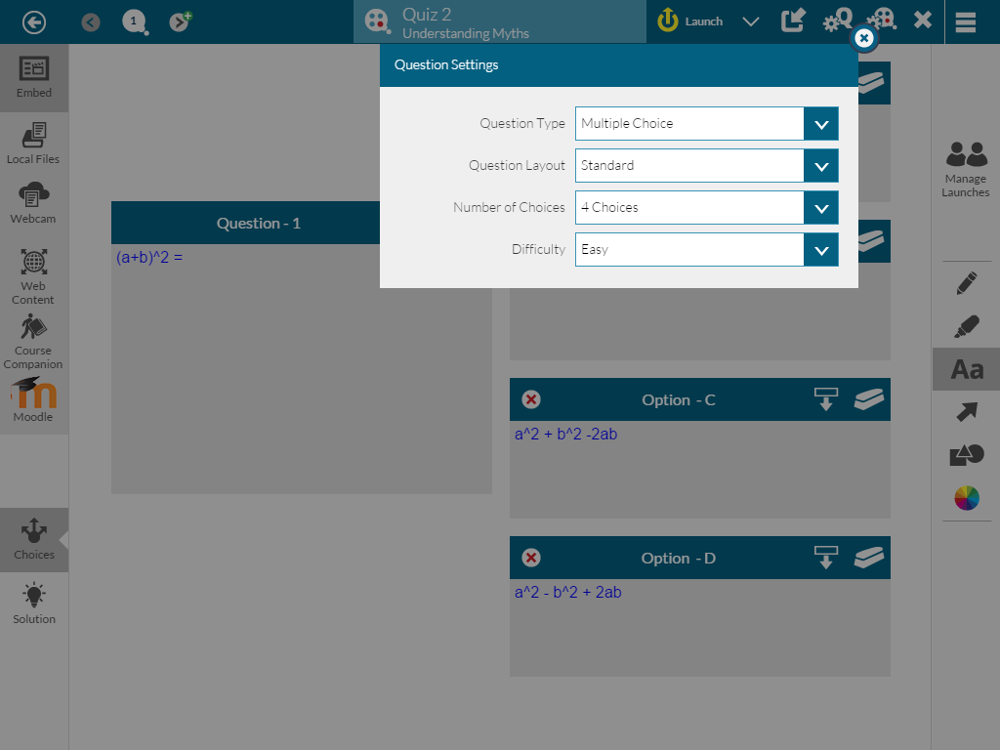 1
Quiz 2
Understanding Myths
Launch
Question Settings
Question Type
Multiple Choice
Question Layout
Standard
Number of Choices
4 Choices
Difficulty
Easy
Embed
Local Files
Webcam
Web
Content
Course
Companion
Moodle
Choices
Solution
Question - 1
(a+b)^2 =
Option - C
a^2 + b^2 -2ab
Option - D
a^2 - b^2 + 2ab
Manage
Launches
Aa